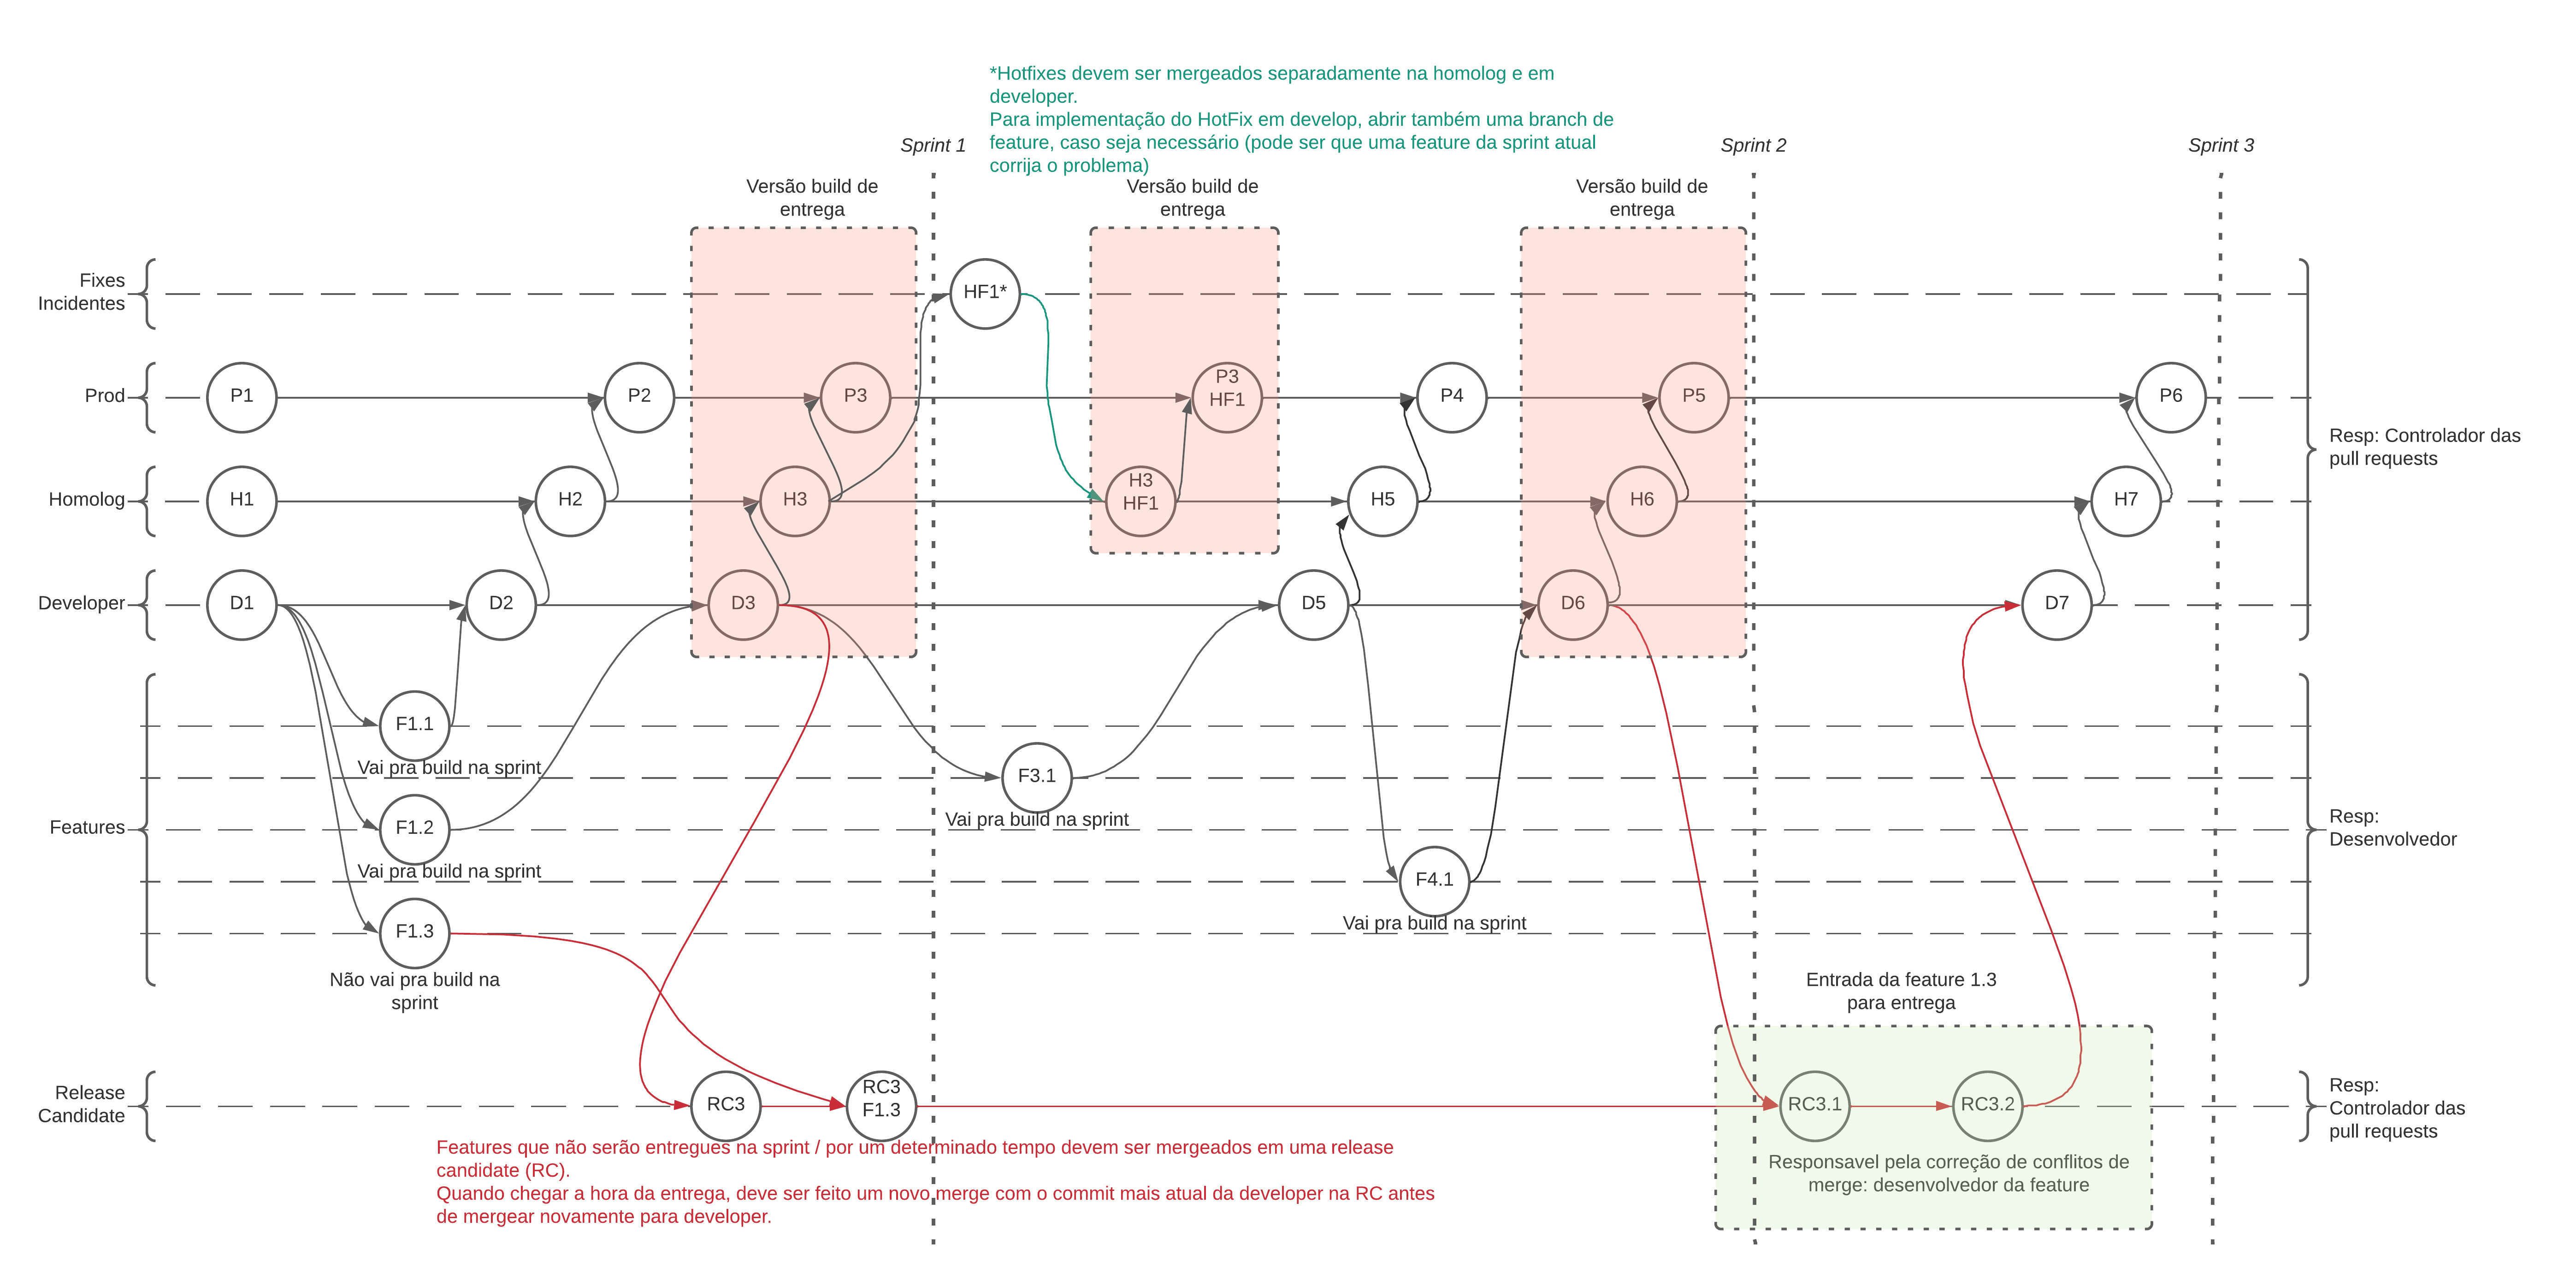 *Hotfixes devem ser mergeados separadamente na homolog e em
developer.
Para implementação do HotFix em develop, abrir também uma branch de
feature, caso seja necessário (pode ser que uma feature da sprint atual
corrija o problema)
Sprint 1
Sprint 2
Sprint 3
Versão build de
entrega
Versão build de
entrega
Versão build de
entrega
Fixes
Incidentes
HF1*
Prod
P1
P2
P3
P3
HF1
P4
P5
P6
Resp: Controlador das
pull requests
Homolog
H1
H2
H3
H3
HF1
H5
H6
H7
Developer
D1
D2
D3
D5
D6
D7
Features
F1.1
Vai pra build na sprint
F3.1
Vai pra build na sprint
F1.2
Vai pra build na sprint
F4.1
Vai pra build na sprint
F1.3
Não vai pra build na
sprint
Resp:
Desenvolvedor
Entrada da feature 1.3
para entrega
Release
Candidate
RC3
RC3
F1.3
RC3.1
RC3.2
Resp:
Controlador das
pull requests
Responsavel pela correção de conflitos de
merge: desenvolvedor da feature
Features que não serão entregues na sprint / por um determinado tempo devem ser mergeados em uma release
candidate (RC).
Quando chegar a hora da entrega, deve ser feito um novo merge com o commit mais atual da developer na RC antes
de mergear novamente para developer.